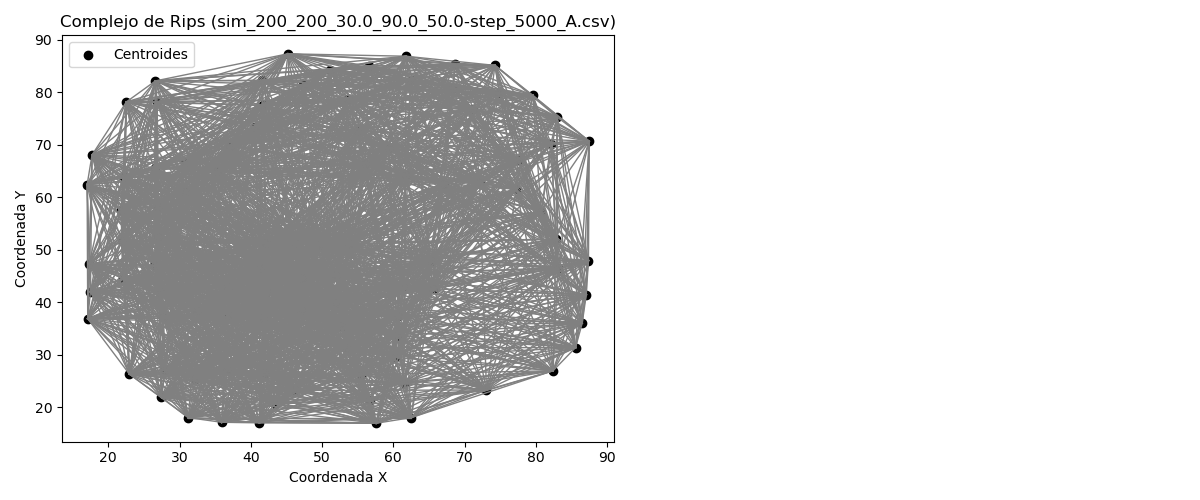 Complejo de Rips (sim_200_200_30.0_90.0_50.0-step_5000_A.csv)
90
80
70
60
50
40
30
20
Coordenada Y
Centroides
20 30 40 50 60 70 80 90
Coordenada X